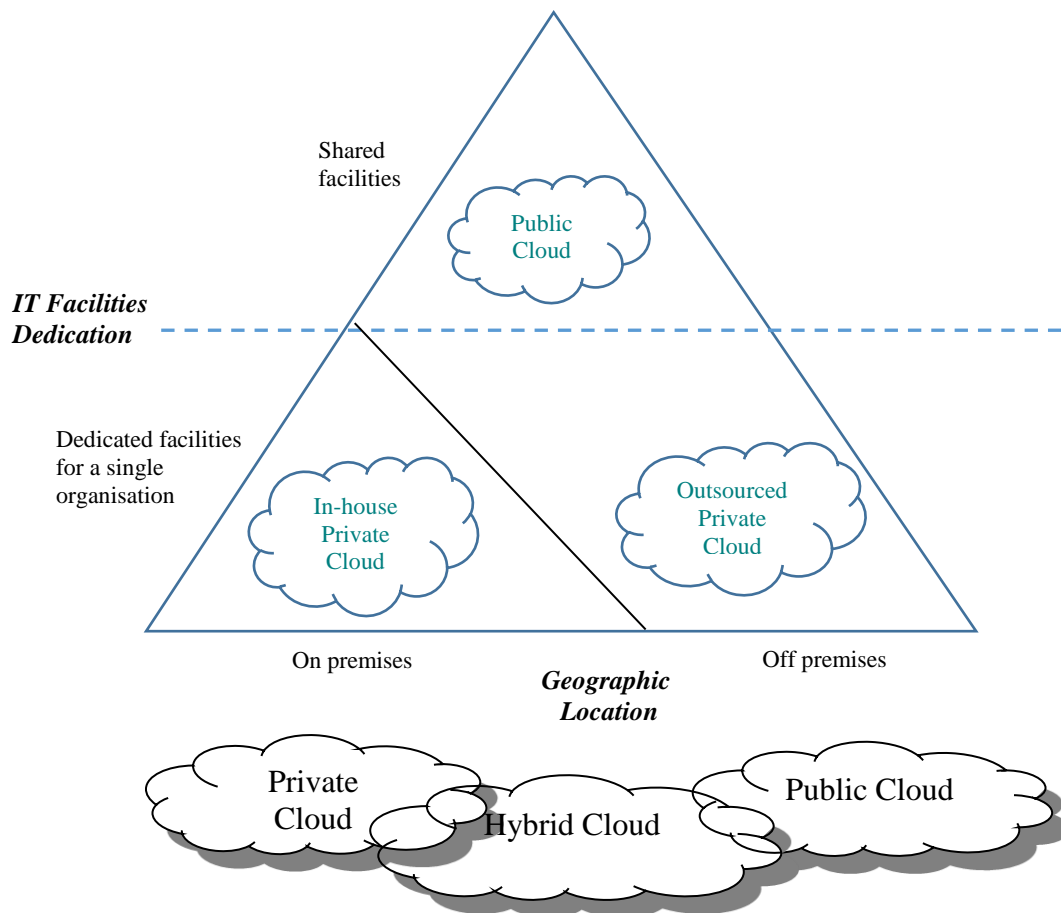 Shared
facilities
Public
Cloud
IT Facilities
Dedication
Dedicated facilities
for a single
organisation
In-house
Private
Cloud
Outsourced
Private
Cloud
On premises
Off premises
Geographic
Location
Private
Cloud
Hybrid Cloud
Public Cloud